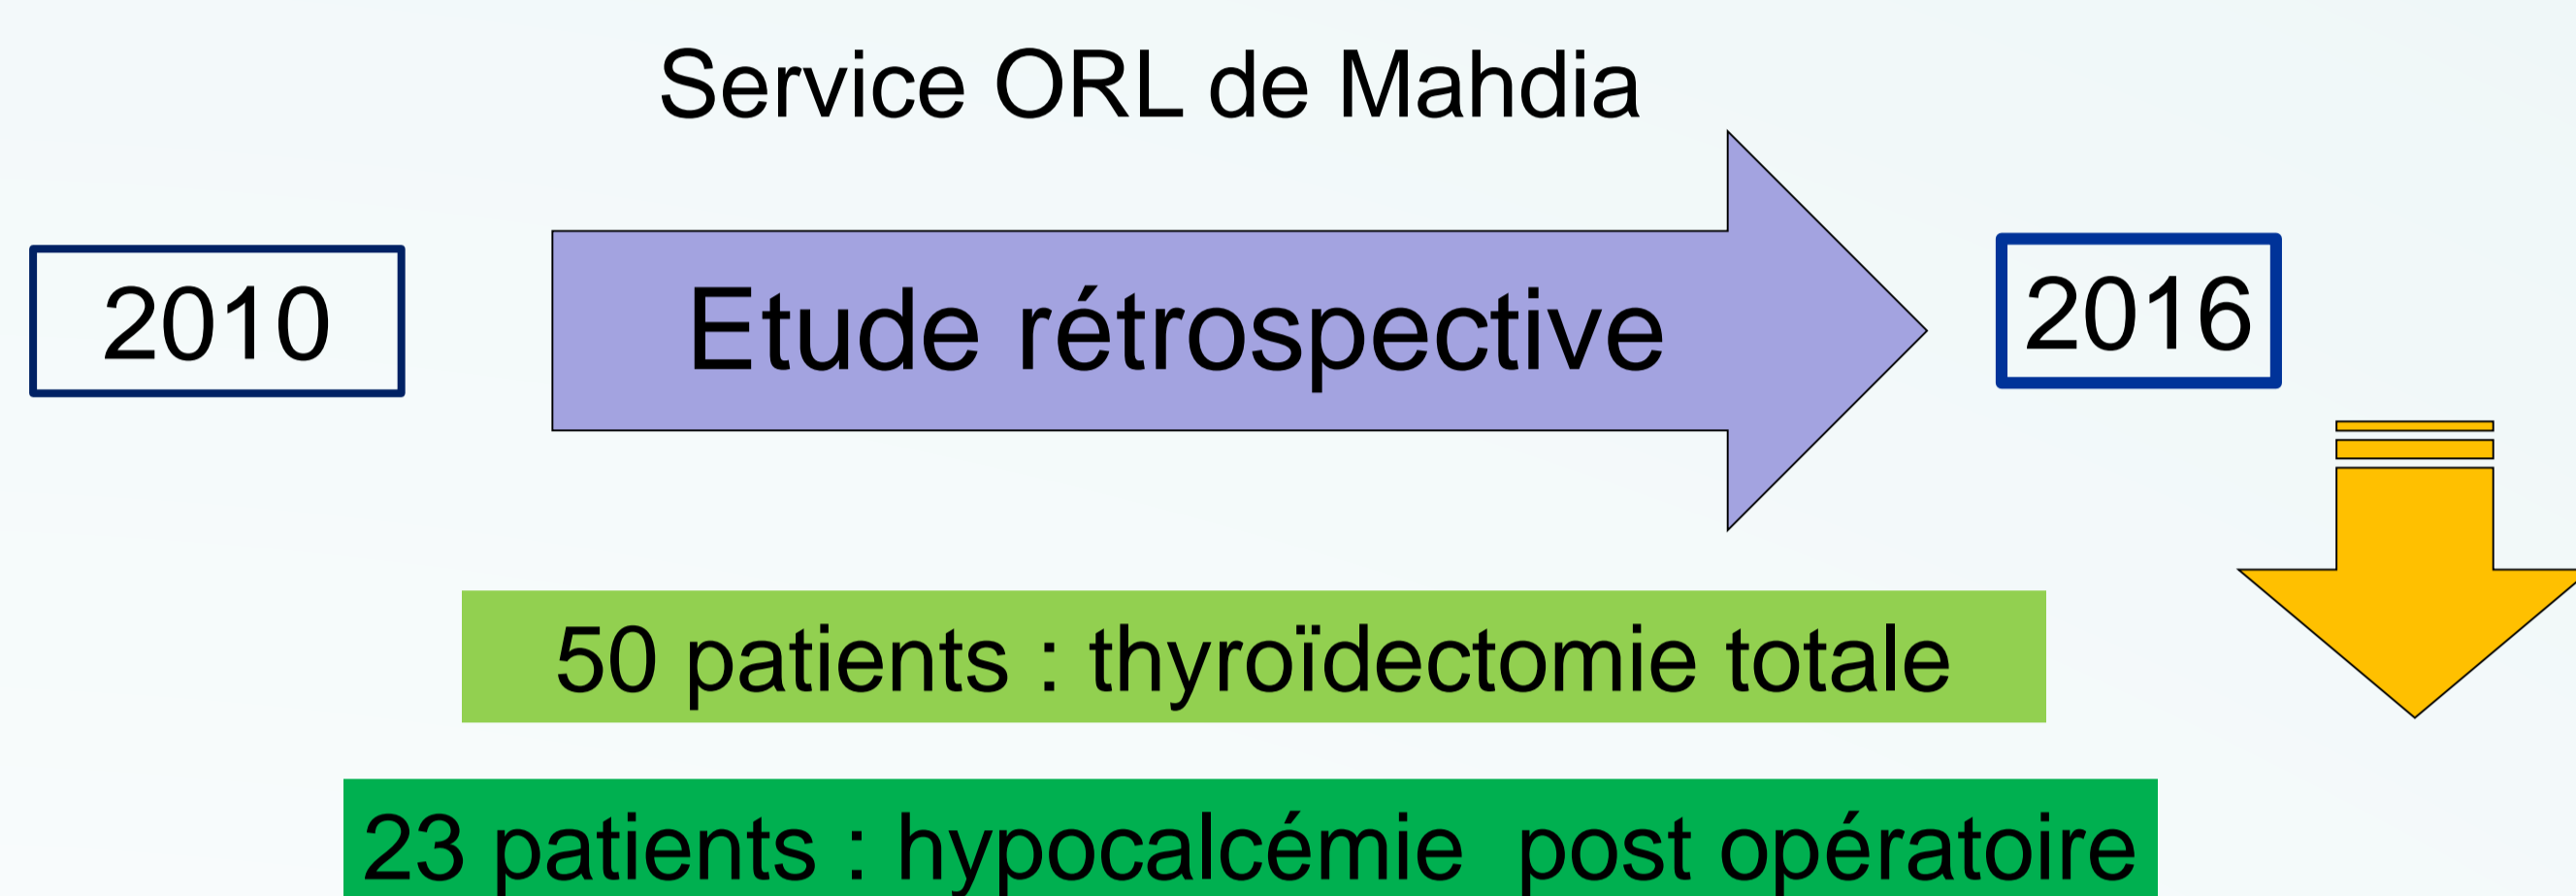 Service ORL de Mahdia
2010
Etude rétrospective
2016
50 patients : thyroïdectomie totale
23 patients : hypocalcémie post opératoire